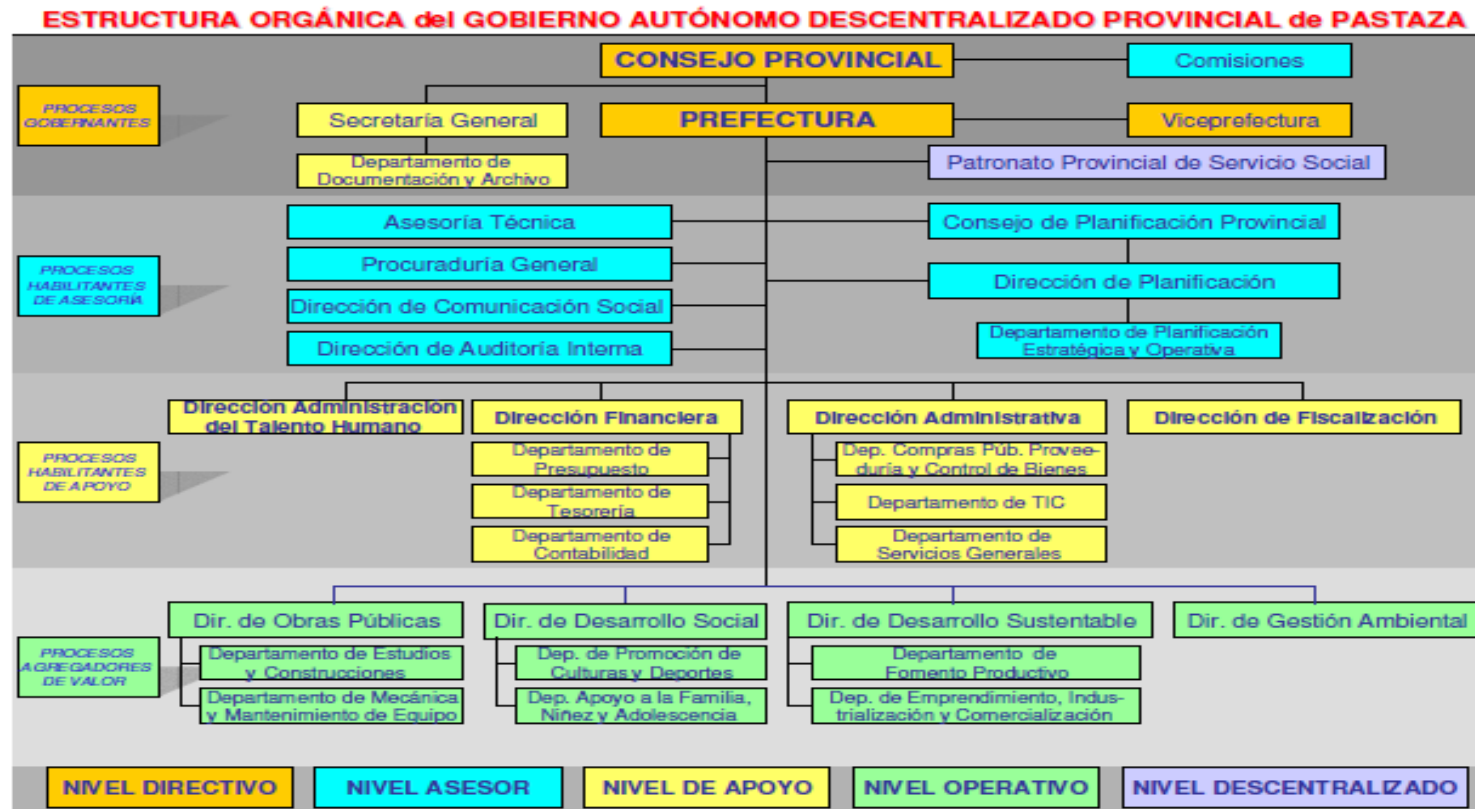 ESTRUCTURA ORGÁNICA del GOBIERNO AUTÓNOMO DESCENTRALIZADO PROVINCIAL de PASTAZA
CONSEJO PROVINCIAL
Comisiones
PROCESOS
GOBERNANTES
Secretaría General
PREFECTURA
Viceprefectura
Departamento de
Documentación y Archivo
Patronato Provincial de Servicio Social
Asesoría Técnica
Consejo de Planificación Provincial
PROCESOS
HABILITANTES
DE ASESORÍA
Procuraduría General
Dirección de Planificación
Dirección de Comunicación Social
Dirección de Auditoría Interna
Departamento de Planificación
Estratégica y Operativa
Dirección Administración
del Talento Humano
Dirección Financiera
Dirección Administrativa
Dirección de Fiscalización
PROCESOS
HABILITANTES
DE APOYO
Departamento de
Presupuesto
Dep. Compras Púb. Provee-
duría y Control de Bienes
Departamento de
Tesorería
Departamento de TIC
Departamento de
Contabilidad
Departamento de
Servicios Generales
Dir. de Obras Públicas
Dir. de Desarrollo Social
Dir. de Desarrollo Sustentable
Dir. de Gestión Ambiental
PROCESOS
AGREGADORES
DE VALOR
Departamento de Estudios
y Construcciones
Dep. de Promoción de
Culturas y Deportes
Departamento de
Fomento Productivo
Departamento de Mecánica
y Mantenimiento de Equipo
Dep. Apoyo a la Familia,
Niñez y Adolescencia
Dep. de Emprendimiento, Indus-
trialización y Comercialización
NIVEL DIRECTIVO
NIVEL ASESOR
NIVEL DE APOYO
NIVEL OPERATIVO
NIVEL DESCENTRALIZADO